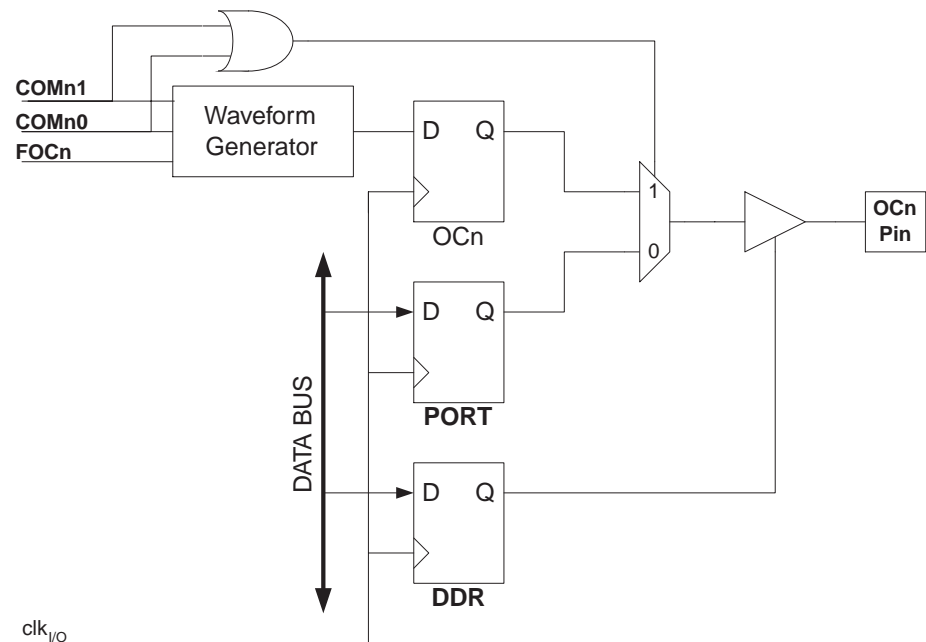 COMn1
COMn0
FOCn
Waveform
Generator
D Q
OCn
1
0
OCn
Pin
D Q
PORT
DATA BUS
D Q
DDR
clkI/O